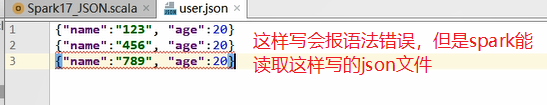 Spark17_JSON.scala
user.json
1 {"name":"123", "age":20}
2 {"name":"456", "age":20}
3 {"name":"789", "age":20}
这样写会报语法错误，但是spark能
读取这样写的json文件